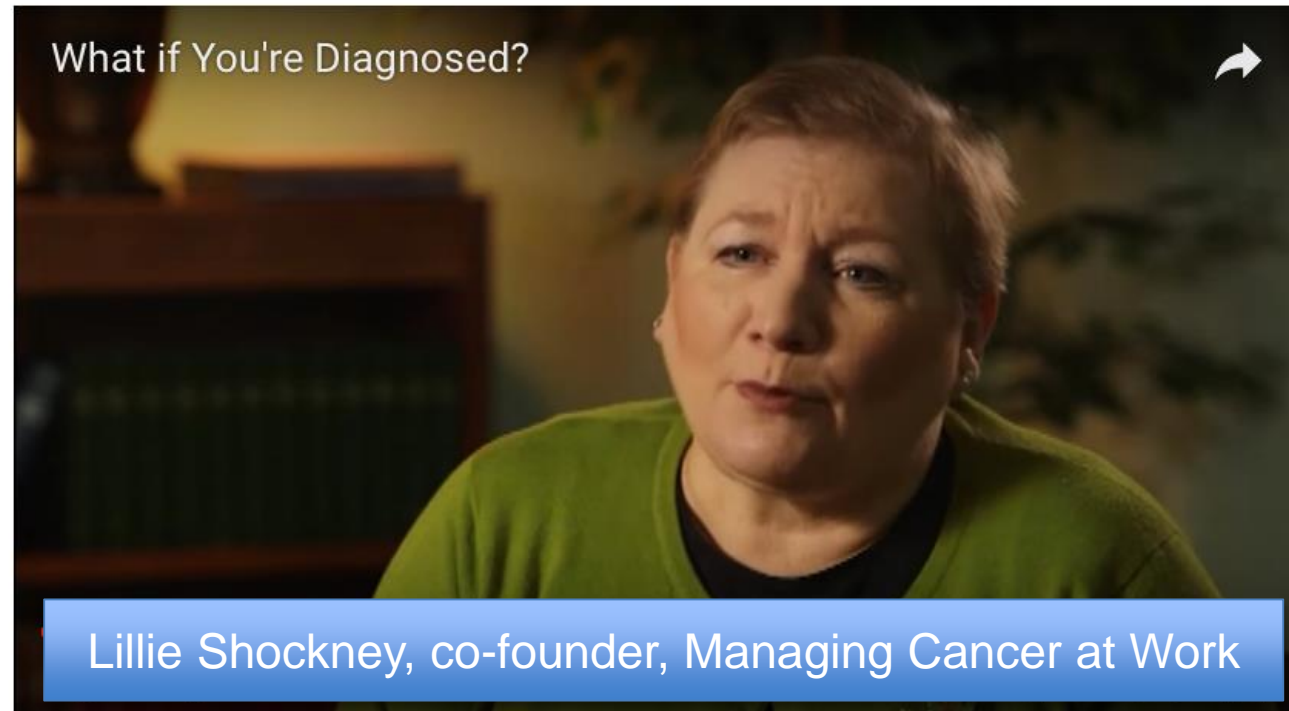 What if You're Diagnosed?
Lillie Shockney, co-founder, Managing Cancer at Work